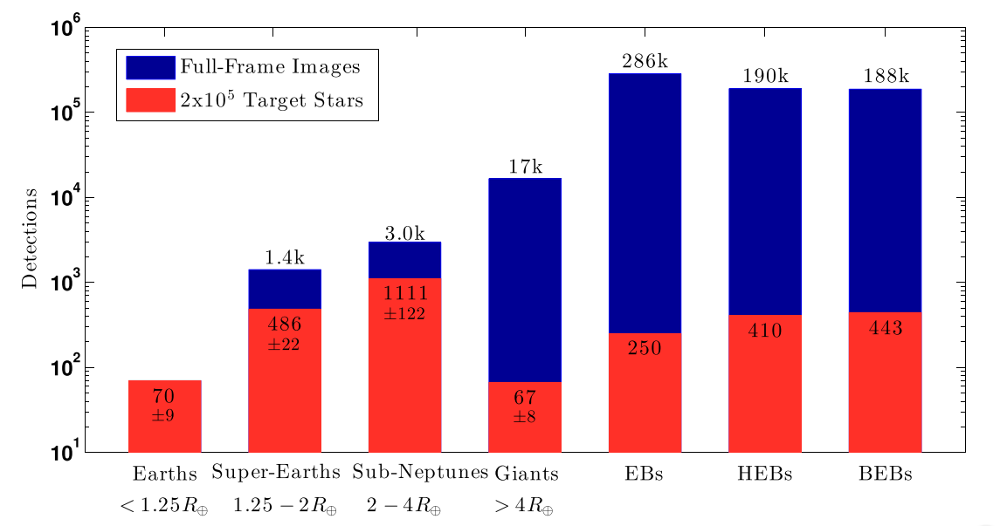 10^6
10^5
10^4
10^3
10^2
10^1
Detections
Full-Frame Images
2x10^5 Target Stars
286k
190k
188k
17k
3.0k
1.4k
1111
±122
486
±22
70
±9
67
±8
250
410
443
Earths Super-Earths Sub-Neptunes Giants EBs HEBs BEBs
< 1.25R⊕ 1.25 − 2R⊕ 2 − 4R⊕ > 4R⊕